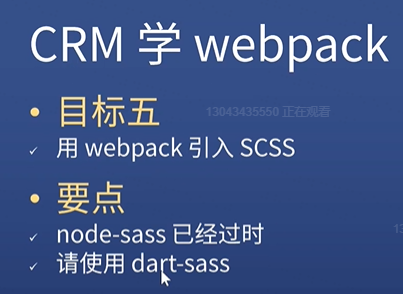 CRM 学 webpack
• 目标五
13043435550 正在观看
✓ 用 webpack 引入 SCSS
• 要点
✓ node-sass 已经过时
✓ 请使用 dart-sass